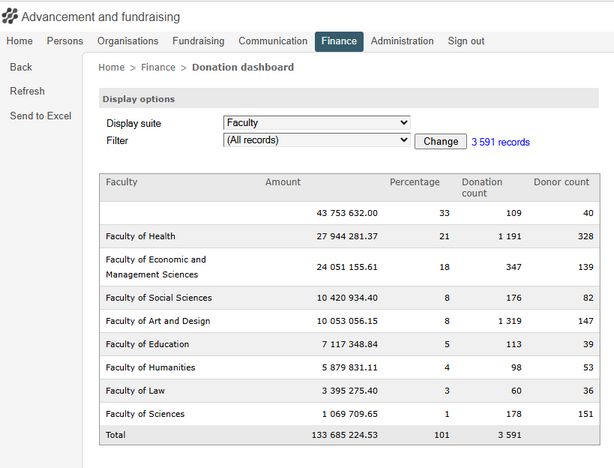 Advancement and fundraising
Home Persons Organisations Fundraising Communication Finance Administration Sign out
Back
Refresh
Send to Excel
Home > Finance > Donation dashboard
Display options
Display suite Faculty
Filter (All records) Change 3 591 records
Faculty Amount Percentage Donation count Donor count
43 753 632.00 33 109 40
Faculty of Health 27 944 281.37 21 1 191 328
Faculty of Economic and
Management Sciences 24 051 155.61 18 347 139
Faculty of Social Sciences 10 420 934.40 8 176 82
Faculty of Art and Design 10 053 056.15 8 1 319 147
Faculty of Education 7 117 348.84 5 113 39
Faculty of Humanities 5 879 831.11 4 98 53
Faculty of Law 3 395 275.40 3 60 36
Faculty of Sciences 1 069 709.65 1 178 151
Total 133 685 224.53 101 3 591